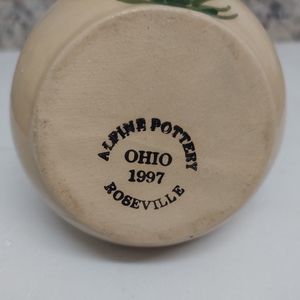 ALPINE POTTERY
OHIO
1997
ROSEVILLE